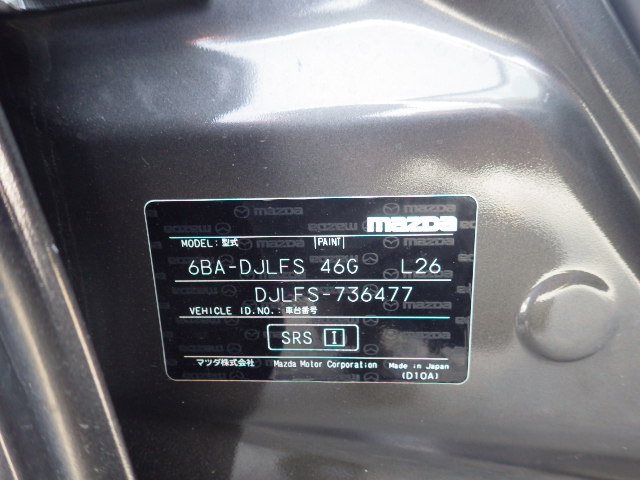 mazda
MODEL: 型式 PAINT
6BA-DJLFS 46G L26
DJLFS-736477
VEHICLE ID.NO.: 車台番号
SRS I
マツダ株式会社 Mazda Motor Corporation Made in Japan
(D10A)